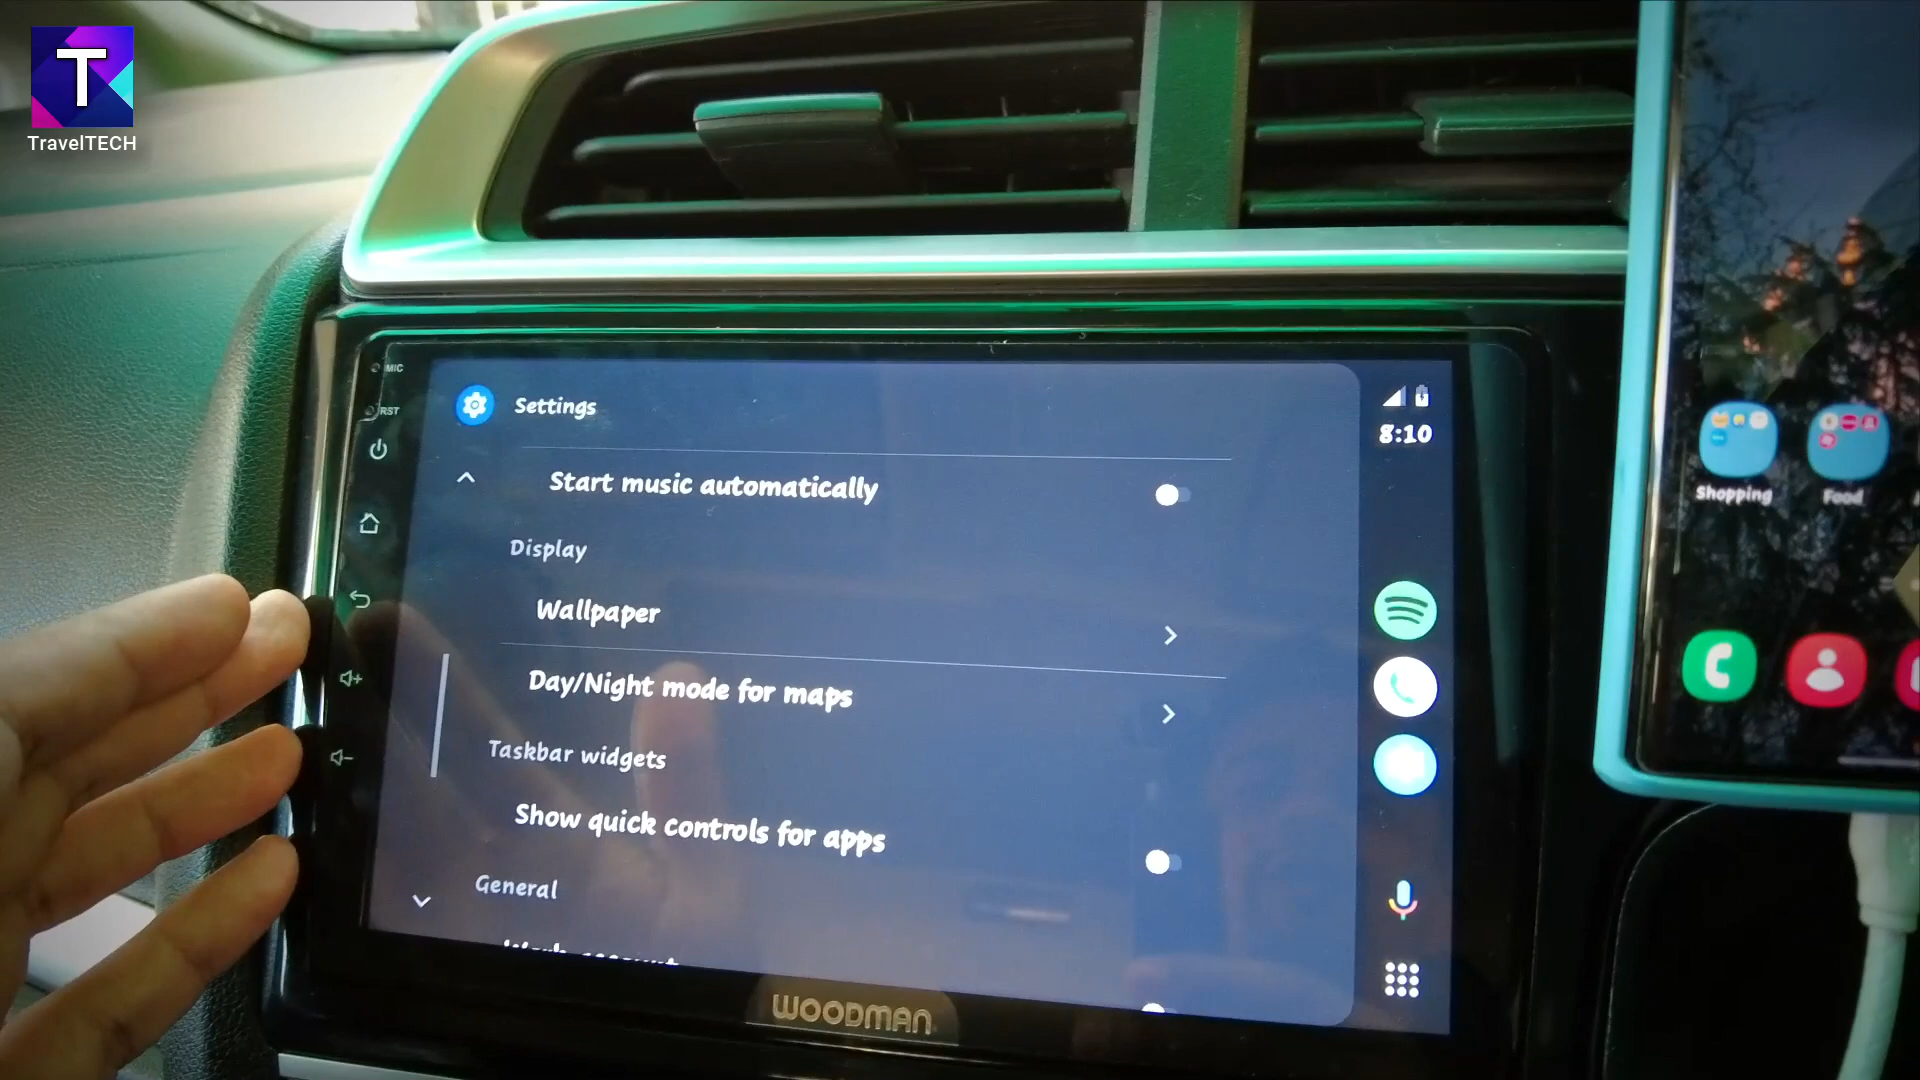 T
TravelTECH
MIC
RST
Settings
8:10
Start music automatically
Display
Wallpaper
Day/Night mode for maps
Taskbar widgets
Show quick controls for apps
General
WOODMAN
Shopping
Food